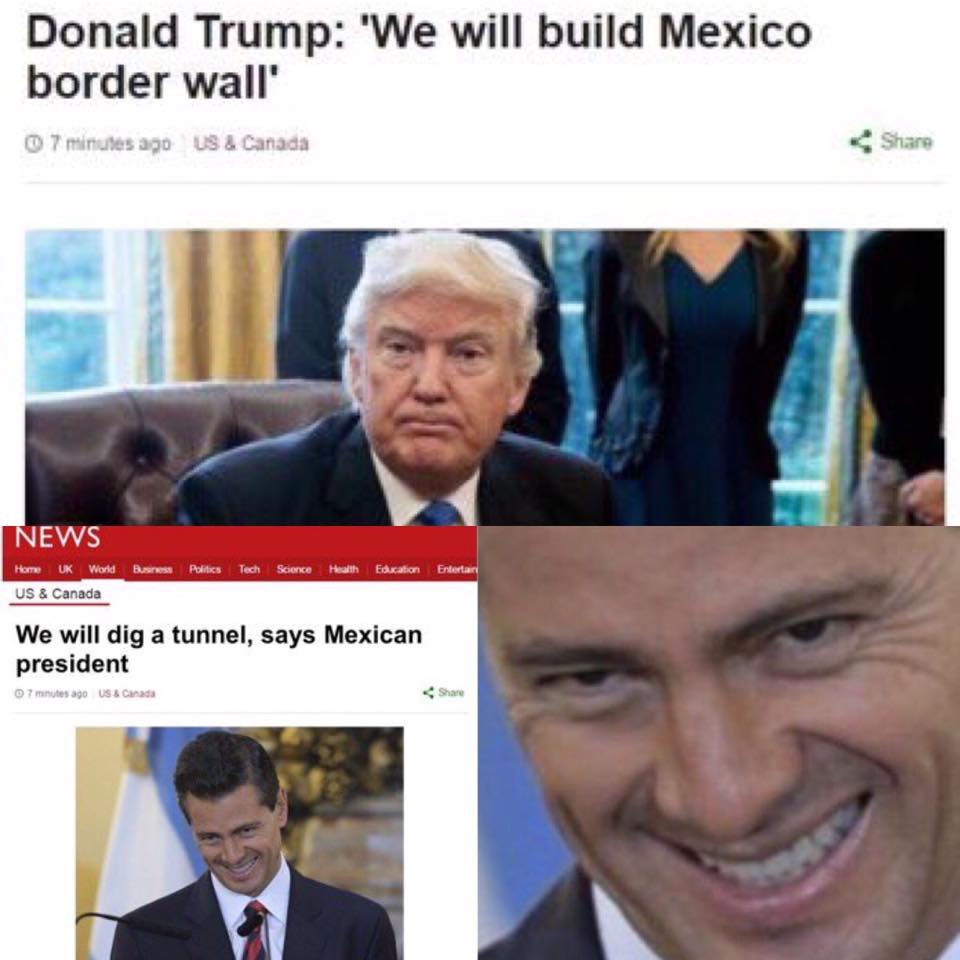 Donald Trump: 'We will build Mexico
border wall'
7 minutes ago US & Canada Share
NEWS
Home UK World Business Politics Tech Science Health Education Entertain
US & Canada
We will dig a tunnel, says Mexican
president
7 minutes ago US & Canada Share